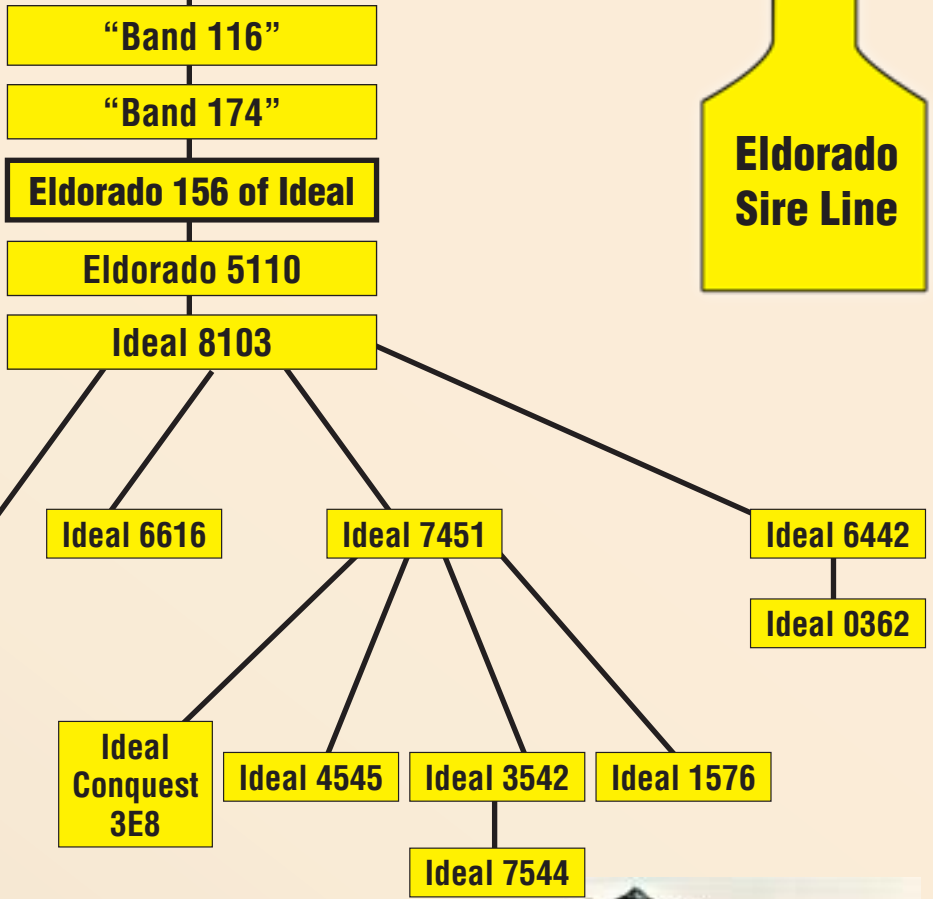 “Band 116”
“Band 174”
Eldorado 156 of Ideal
Eldorado 5110
Ideal 8103
Eldorado
Sire Line
Ideal 6616
Ideal 7451
Ideal 6442
Ideal 0362
Ideal
Conquest
3E8
Ideal 4545
Ideal 3542
Ideal 1576
Ideal 7544